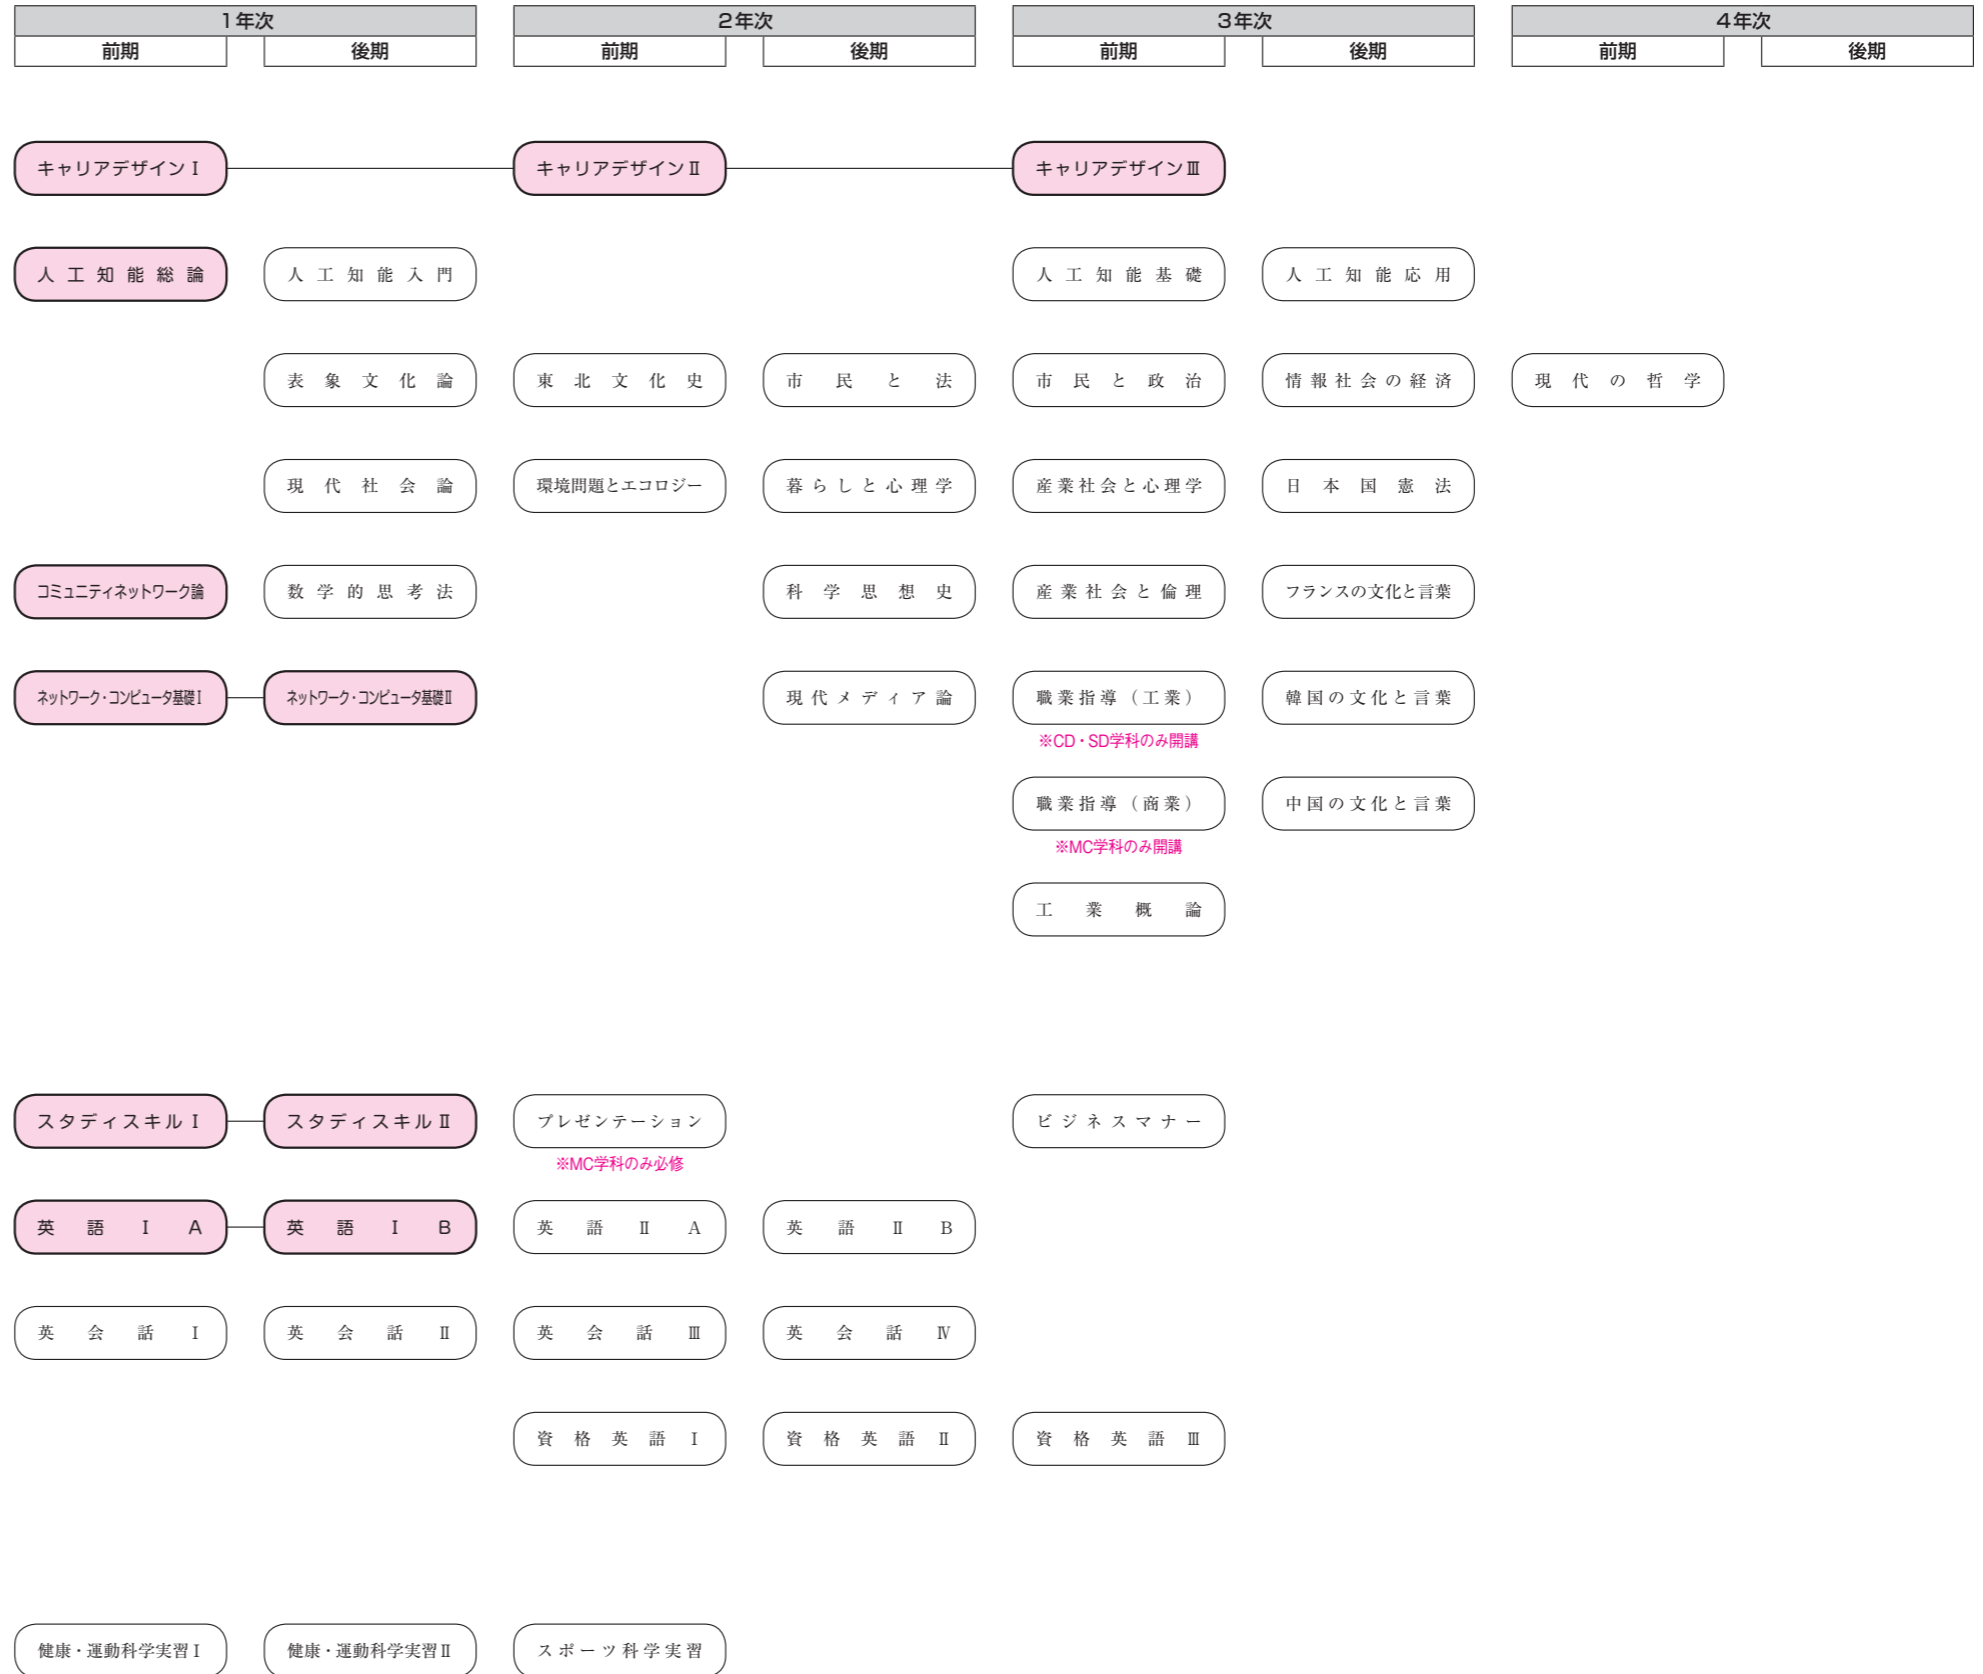 1年次 2年次 3年次 4年次
前期 後期 前期 後期 前期 後期 前期 後期
キャリアデザインⅠ キャリアデザインⅡ キャリアデザインⅢ
人工知能総論 人工知能入門 人工知能基礎 人工知能応用
表象文化論 東北文化史 市民と法 市民と政治 情報社会の経済 現代の哲学
現代社会論 環境問題とエコロジー 暮らしと心理学 産業社会と心理学 日本国憲法
コミュニティネットワーク論 数学的思考法 科学思想史 産業社会と倫理 フランスの文化と言葉
ネットワーク・コンピュータ基礎Ⅰ ネットワーク・コンピュータ基礎Ⅱ 現代メディア論 職業指導（工業） 韓国の文化と言葉
※CD・SD学科のみ開講
職業指導（商業） 中国の文化と言葉
※MC学科のみ開講
工業概論
スタディスキルⅠ スタディスキルⅡ プレゼンテーション ビジネスマナー
※MC学科のみ必修
英語ⅠA 英語ⅠB 英語ⅡA 英語ⅡB
英会話Ⅰ 英会話Ⅱ 英会話Ⅲ 英会話Ⅳ
資格英語Ⅰ 資格英語Ⅱ 資格英語Ⅲ
健康・運動科学実習Ⅰ 健康・運動科学実習Ⅱ スポーツ科学実習